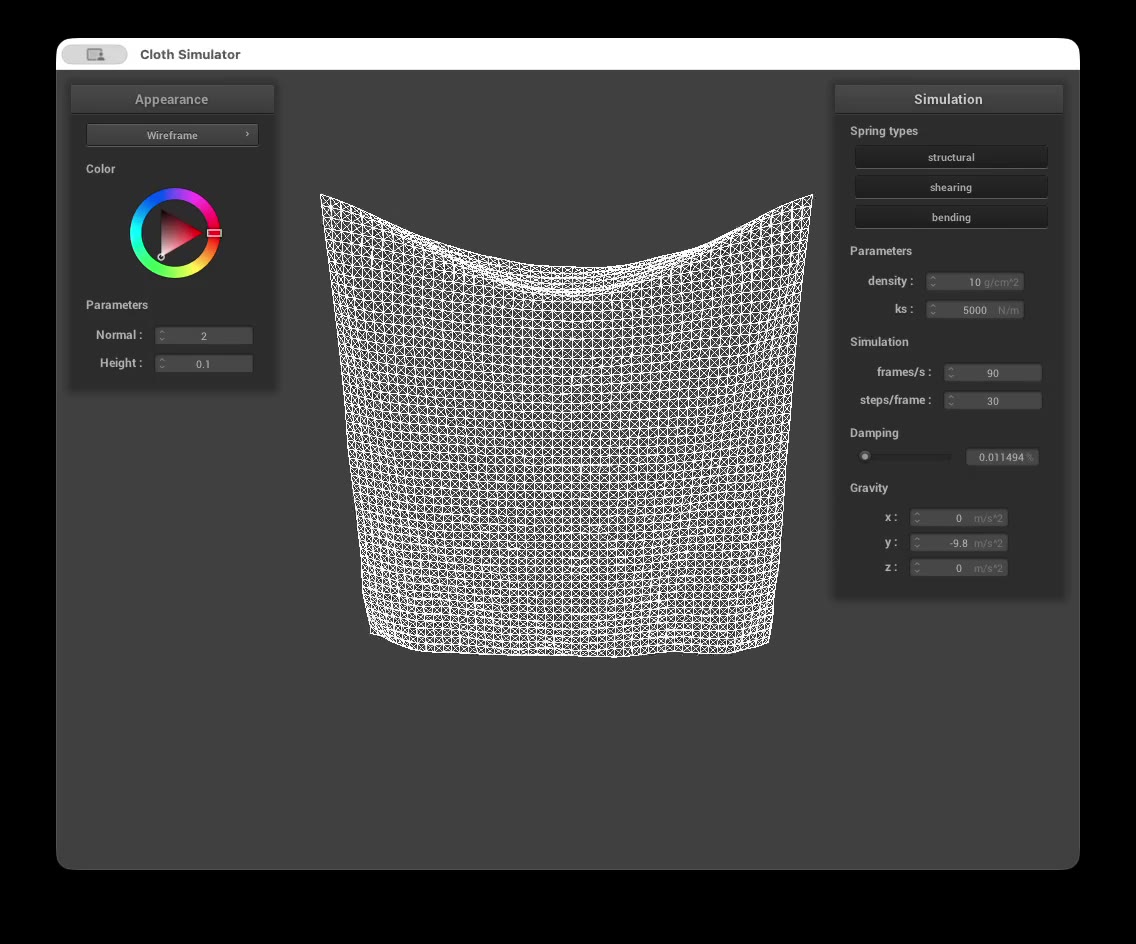 Cloth Simulator
Appearance
Wireframe
Color
Parameters
Normal : 2
Height : 0.1
Simulation
Spring types
structural
shearing
bending
Parameters
density : 10 g/cm^2
ks : 5000 N/m
Simulation
frames/s : 90
steps/frame : 30
Damping
0.011494 %
Gravity
x : 0 m/s^2
y : -9.8 m/s^2
z : 0 m/s^2